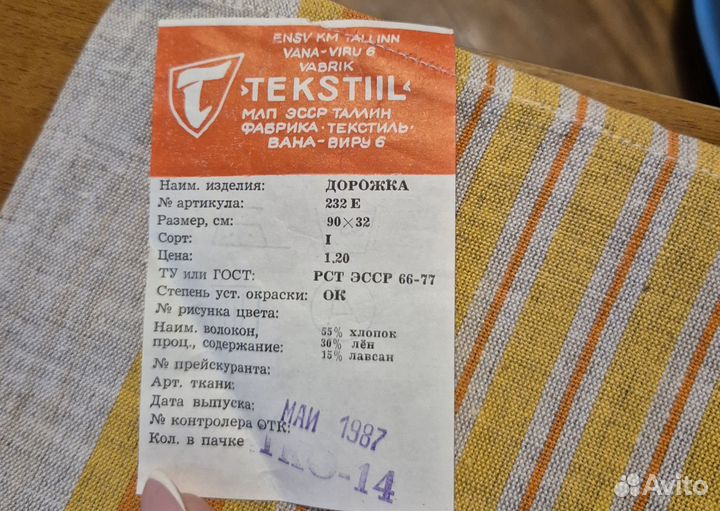 ENSV KM TALLINN
VANA-VIRU 6
VABRIK
›TEKSTIIL‹
МЛП ЭССР ТАЛЛИН
ФАБРИКА·ТЕКСТИЛЬ·
ВАНА-ВИРУ 6
Наим. изделия: ДОРОЖКА
№ артикула: 232 Е
Размер, см: 90×32
Сорт: I
Цена: 1.20
ТУ или ГОСТ: РСТ ЭССР 66-77
Степень уст. окраски: ОК
№ рисунка цвета:
Наим. волокон, 55% хлопок
проц., содержание: 30% лён
15% лавсан
№ прейскуранта:
Арт. ткани:
Дата выпуска: МАЙ 1987
№ контролера ОТК:
Кол. в пачке -14
Avito